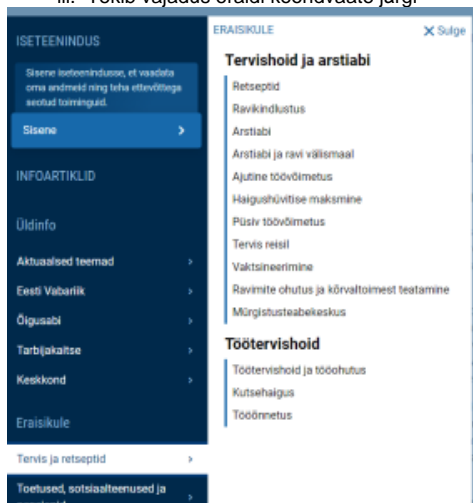 iii. Tekib vajadus eraldi koondvaate järgi
ISETEENINDUS
Sisene iseteenindusse, et vaadata
oma andmeid ning teha ettevõttega
seotud toiminguid.
Sisene
INFOARTIKLID
Üldinfo
Aktuaalsed teemad
Eesti Vabariik
Õigusabi
Tarbijakaitse
Keskkond
Eraisikule
Tervis ja retseptid
Toetused, sotsiaalteenused ja
ERAISIKULE
Sulge
Tervishoid ja arstiabi
Retseptid
Ravikindlustus
Arstiabi
Arstiabi ja ravi välismaal
Ajutine töövõimetus
Haigushüvitise maksmine
Püsiv töövõimetus
Tervis reisil
Vaktsineerimine
Ravimite ohutus ja kõrvaltoimest teatamine
Mürgistusteabekeskus
Töötervishoid
Töötervishoid ja tööohutus
Kutsehaigus
Tööõnnetus